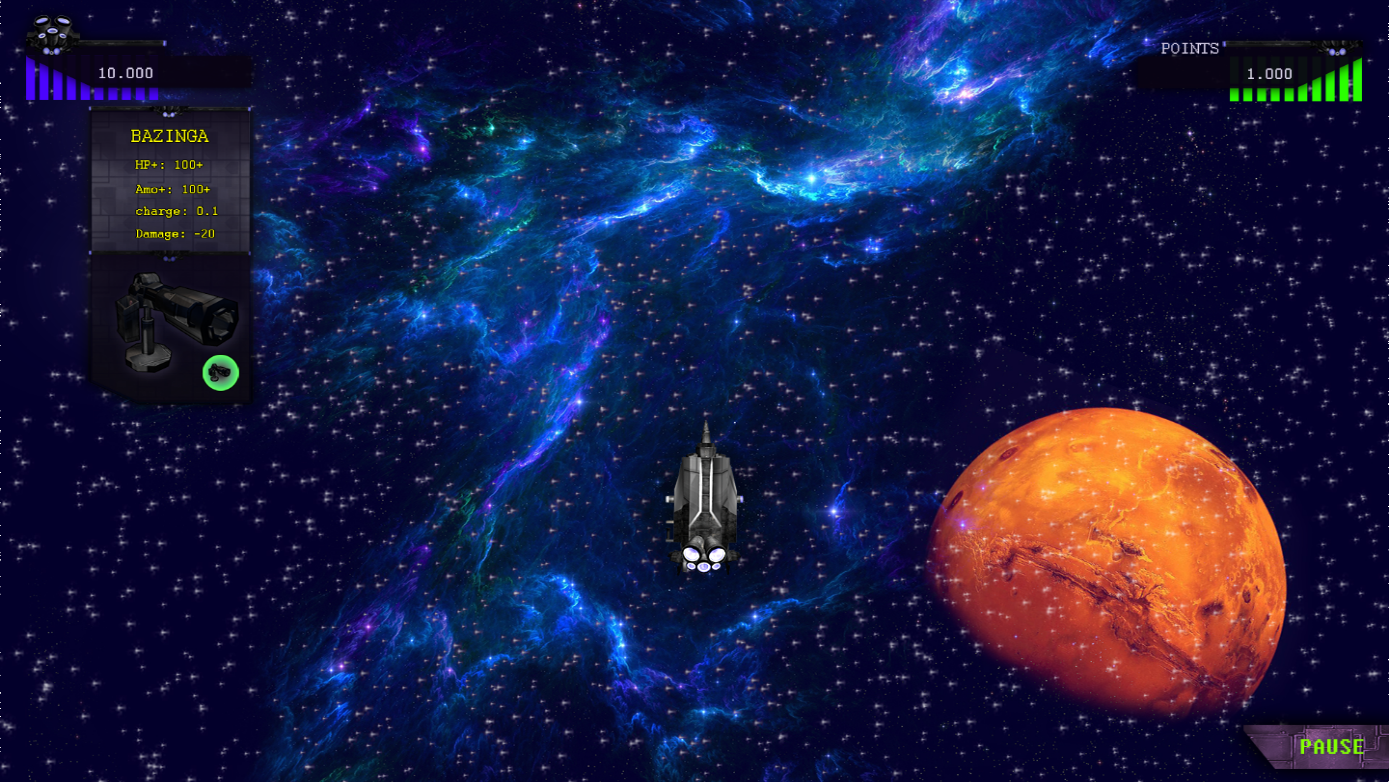 10.000
POINTS
1.000
BAZINGA
HP+: 100+
Amo+: 100+
charge: 0.1
Damage: -20
PAUSE